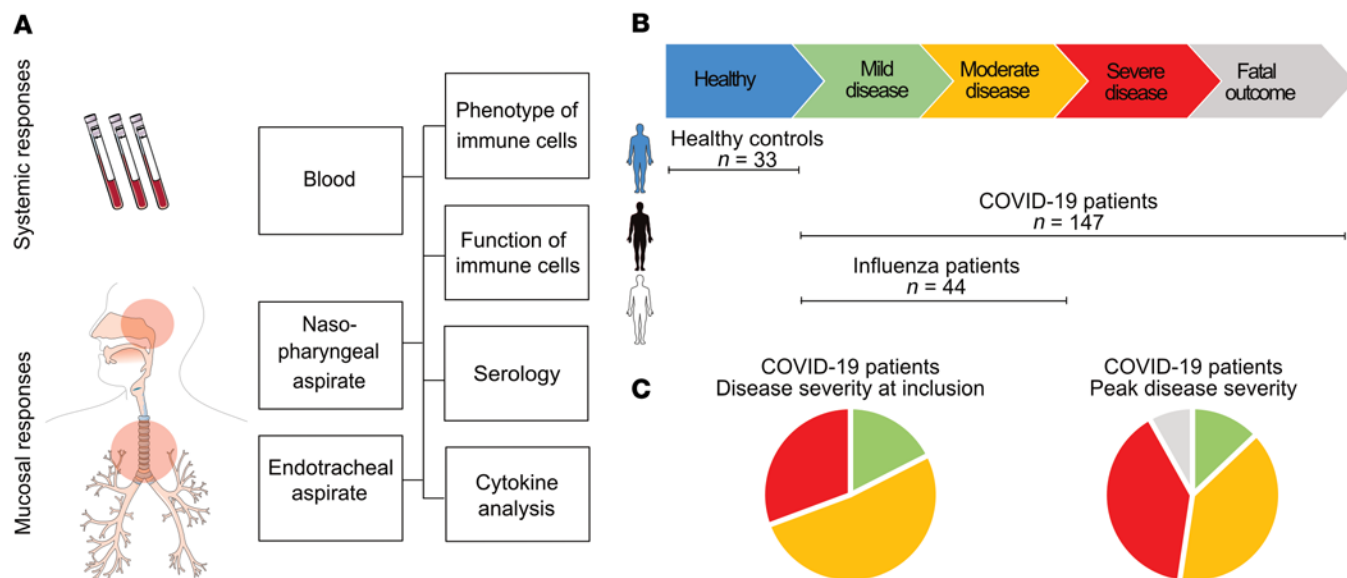 A
Systemic responses
Mucosal responses
Blood
Naso-
pharyngeal
aspirate
Endotracheal
aspirate
Phenotype of
immune cells
Function of
immune cells
Serology
Cytokine
analysis
B
Healthy
Mild
disease
Moderate
disease
Severe
disease
Fatal
outcome
Healthy controls
n = 33
COVID-19 patients
n = 147
Influenza patients
n = 44
C
COVID-19 patients
Disease severity at inclusion
COVID-19 patients
Peak disease severity